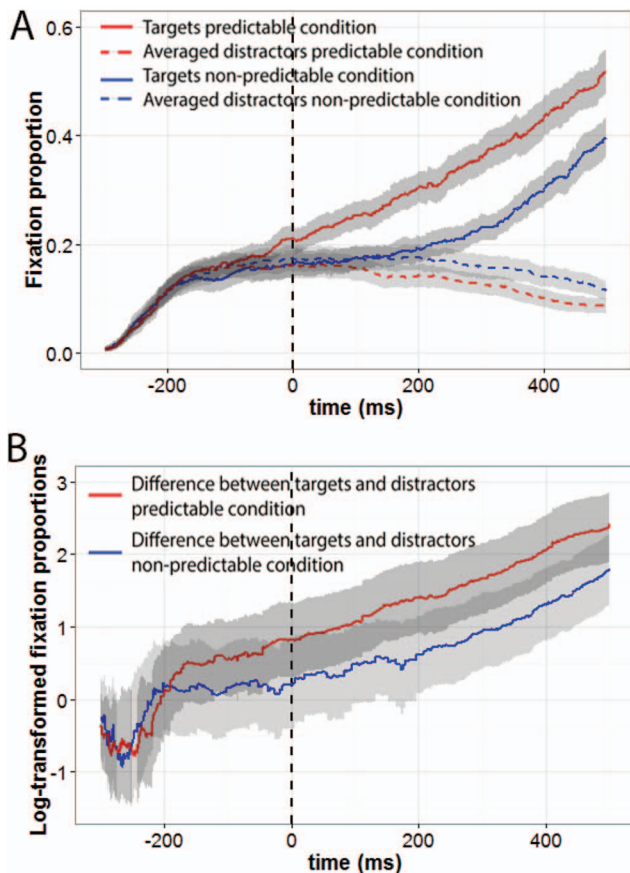 A
Targets predictable condition
Averaged distractors predictable condition
Targets non-predictable condition
Averaged distractors non-predictable condition
Fixation proportion
0.6
0.4
0.2
0.0
-200
0
200
400
time (ms)
B
Difference between targets and distractors
predictable condition
Difference between targets and distractors
non-predictable condition
Log-transformed fixation proportions
3
2
1
0
-1
-200
0
200
400
time (ms)